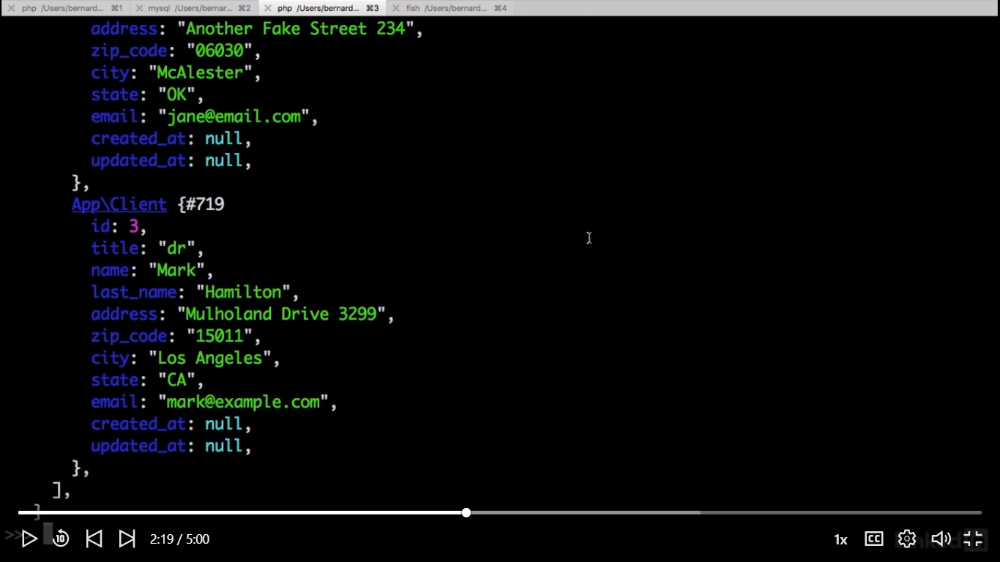 php /Users/bernard... ⌘1 mysql /Users/bernar... ⌘2 php /Users/bernard... ⌘3 fish /Users/bernard... ⌘4
address: "Another Fake Street 234",
zip_code: "06030",
city: "McAlester",
state: "OK",
email: "jane@email.com",
created_at: null,
updated_at: null,
},
App\Client {#719
id: 3,
title: "dr",
name: "Mark",
last_name: "Hamilton",
address: "Mulholand Drive 3299",
zip_code: "15011",
city: "Los Angeles",
state: "CA",
email: "mark@example.com",
created_at: null,
updated_at: null,
},
],
}
>>
10 2:19 / 5:00 1x CC